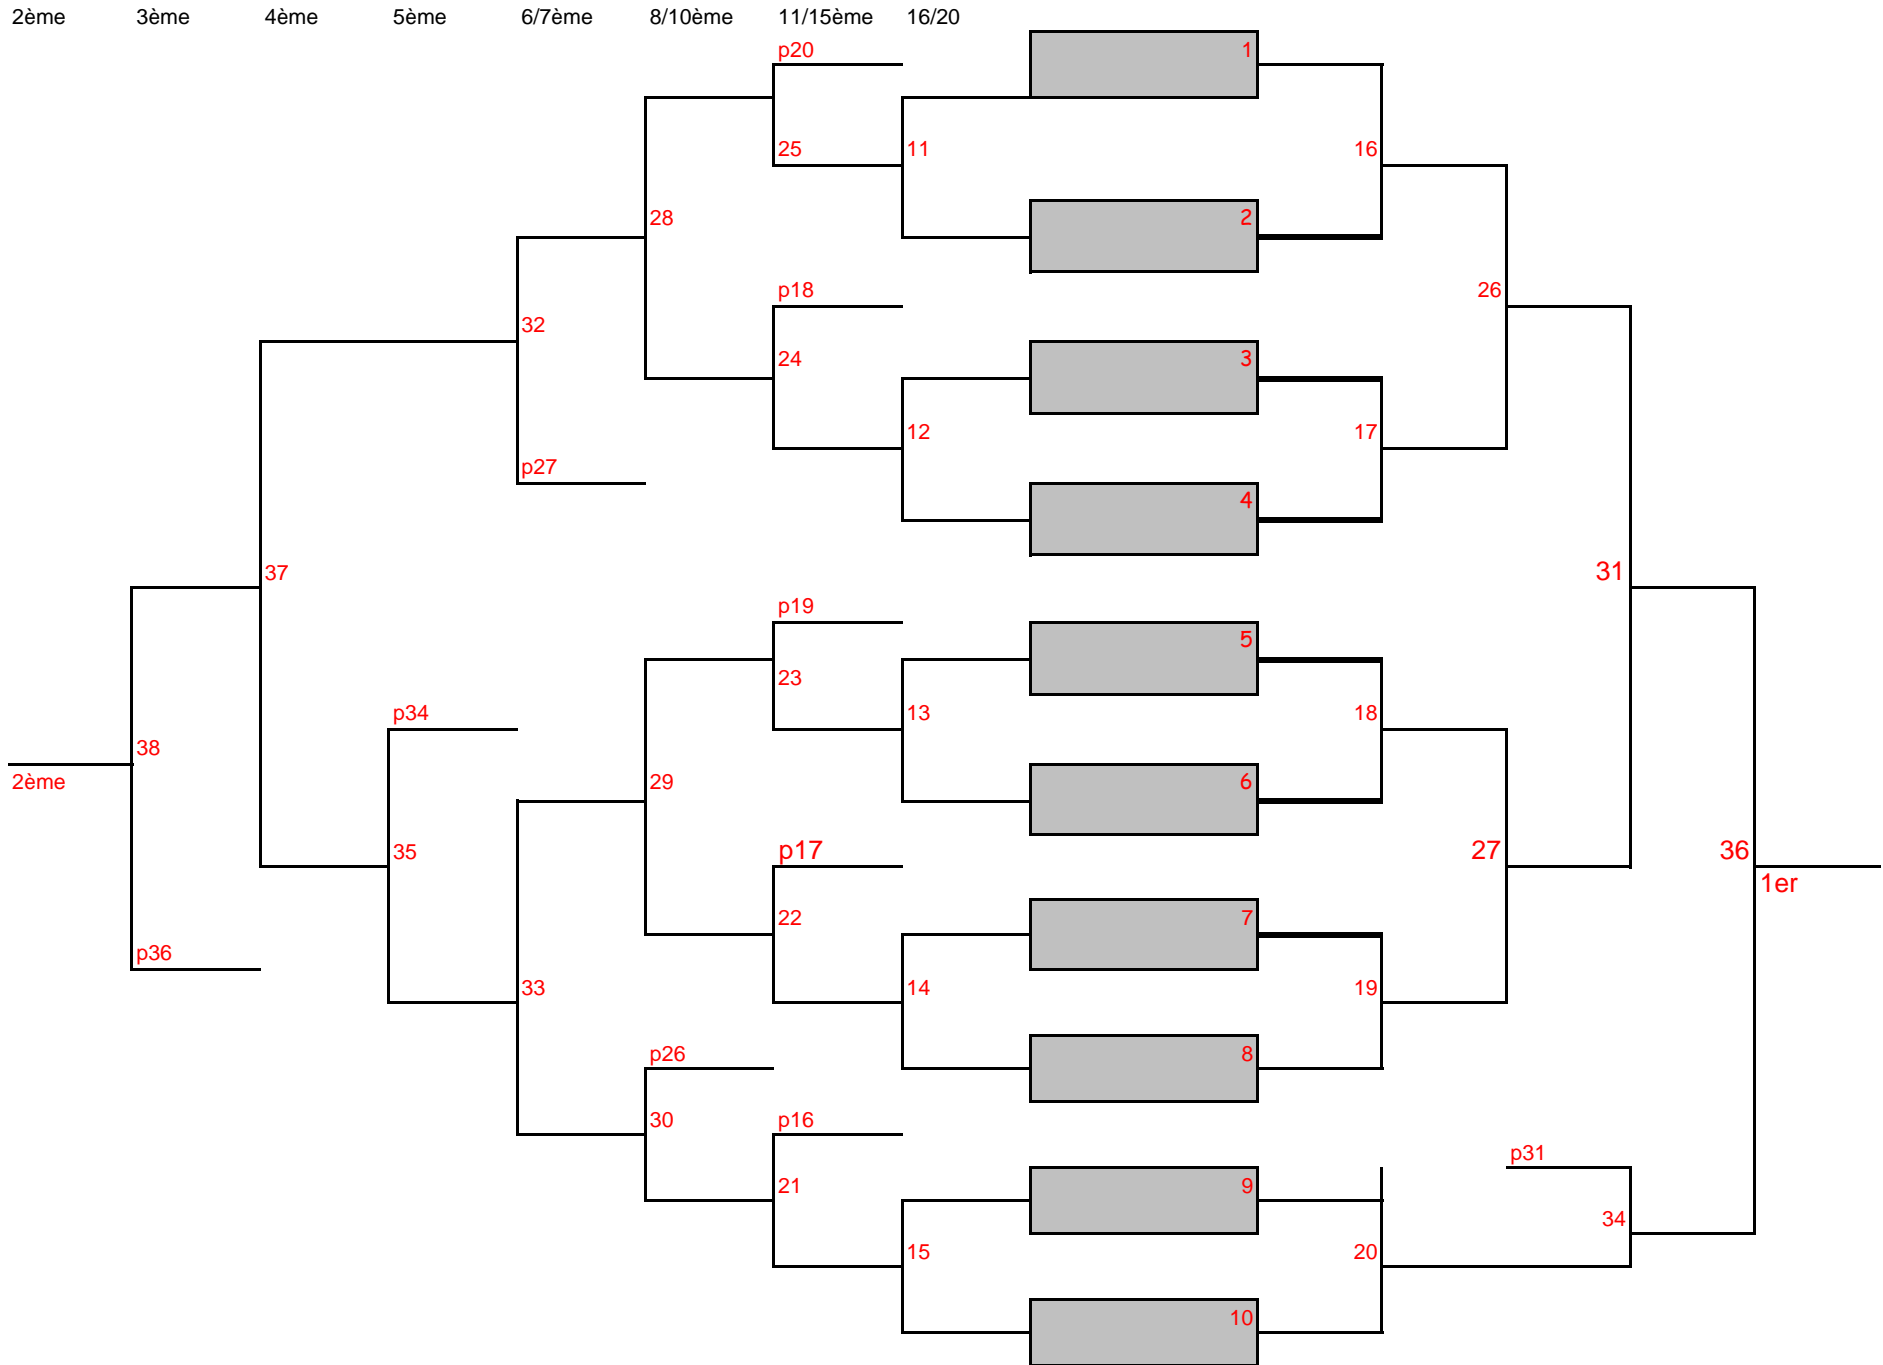 2ème 3ème 4ème 5ème 6/7ème 8/10ème 11/15ème 16/20
p20 1
25 11 16
28 2
p18 26
32 24 3
12 17
p27 4
37 31
p19 5
23
p34 13 18
38
2ème 29 6
35 p17 27 36
1er
22 7
p36
33 14 19
p26 8
30 p16
p31
21 9
34
15 20
10